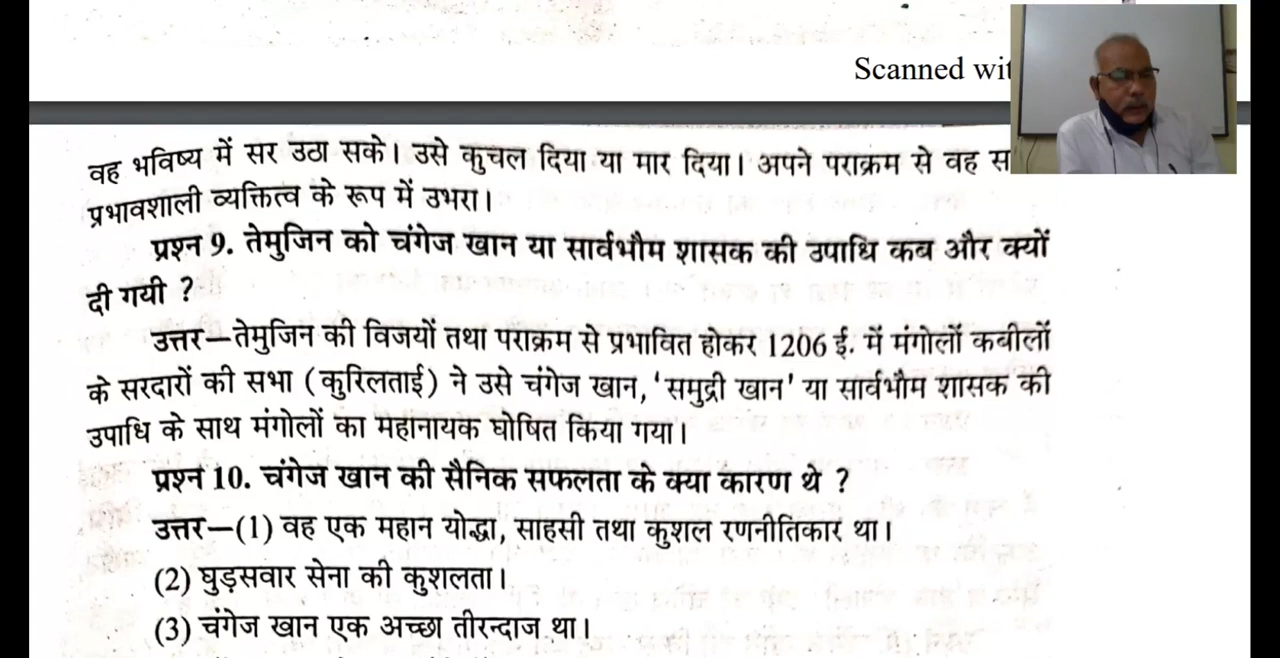 Scanned wit
वह भविष्य में सर उठा सके। उसे कुचल दिया या मार दिया। अपने पराक्रम से वह
प्रभावशाली व्यक्तित्व के रूप में उभरा।
प्रश्न 9. तेमुजिन को चंगेज खान या सार्वभौम शासक की उपाधि कब और क्यों
दी गयी ?
उत्तर—तेमुजिन की विजयों तथा पराक्रम से प्रभावित होकर 1206 ई. में मंगोलों कबीलों
के सरदारों की सभा (कुरिलताई) ने उसे चंगेज खान, 'समुद्री खान' या सार्वभौम शासक की
उपाधि के साथ मंगोलों का महानायक घोषित किया गया।
प्रश्न 10. चंगेज खान की सैनिक सफलता के क्या कारण थे ?
उत्तर—(1) वह एक महान योद्धा, साहसी तथा कुशल रणनीतिकार था।
(2) घुड़सवार सेना की कुशलता।
(3) चंगेज खान एक अच्छा तीरन्दाज था।